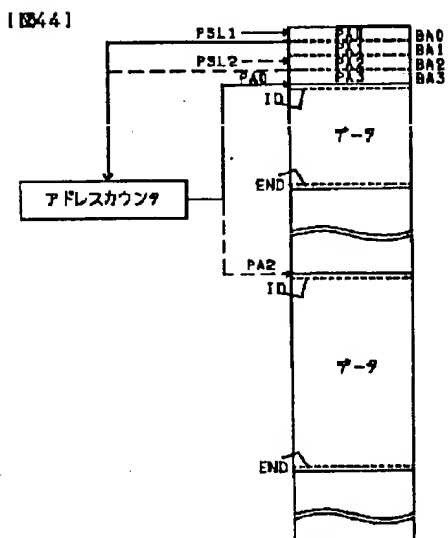 [図44]
PSL1
PA0
BA0
PA1
BA1
PSL2
PA2
BA2
PA3
BA3
PA0
ID
データ
END
アドレスカウンタ
PA2
ID
データ
END